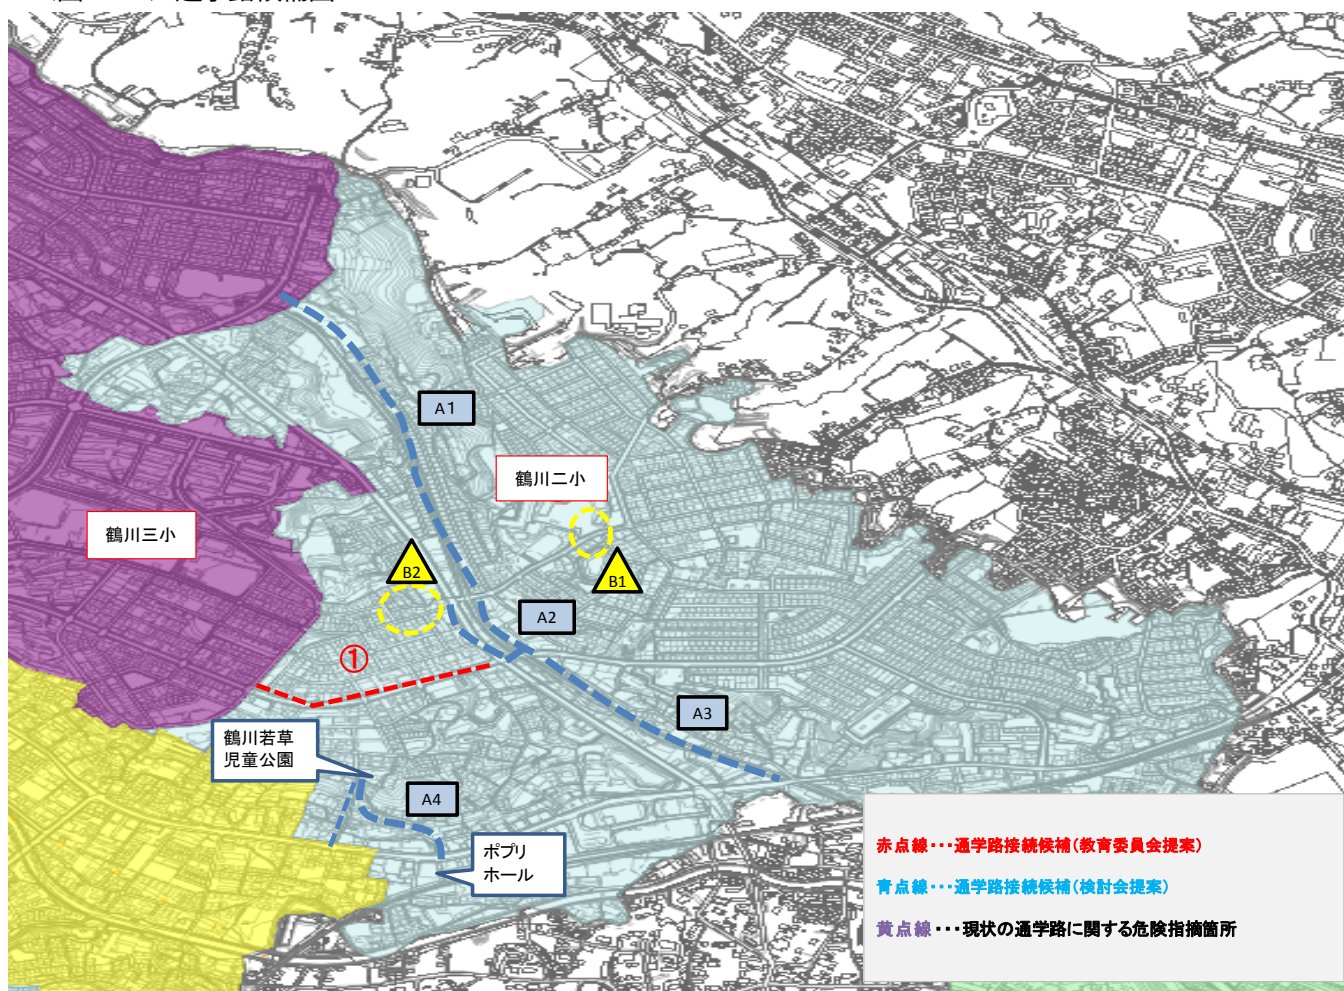 A1
鶴川二小
鶴川三小
B2
B1
A2
①
A3
鶴川若草
児童公園
A4
ポプリ
ホール
赤点線・・・通学路接続候補(教育委員会提案)
青点線・・・通学路接続候補(検討会提案)
黄点線・・・現状の通学路に関する危険指摘箇所